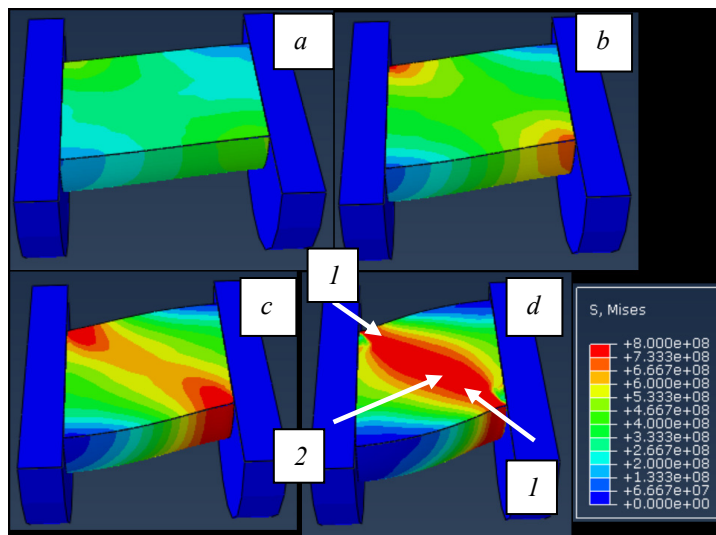 a
b
c
1
d
2
1
S, Mises
+8.000e+08
+7.333e+08
+6.667e+08
+6.000e+08
+5.333e+08
+4.667e+08
+4.000e+08
+3.333e+08
+2.667e+08
+2.000e+08
+1.333e+08
+6.667e+07
+0.000e+00